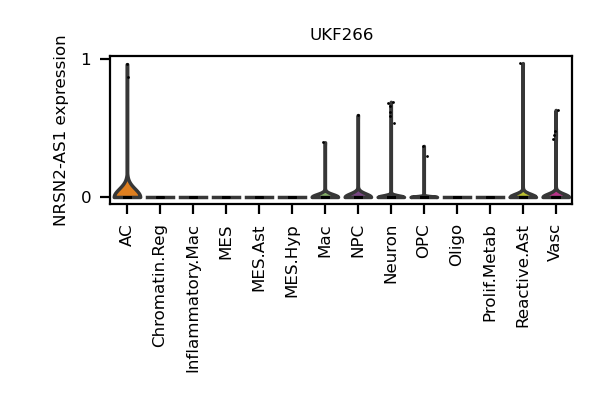 UKF266
NRSN2-AS1 expression
1
0
AC
Chromatin.Reg
Inflammatory.Mac
MES
MES.Ast
MES.Hyp
Mac
NPC
Neuron
OPC
Oligo
Prolif.Metab
Reactive.Ast
Vasc